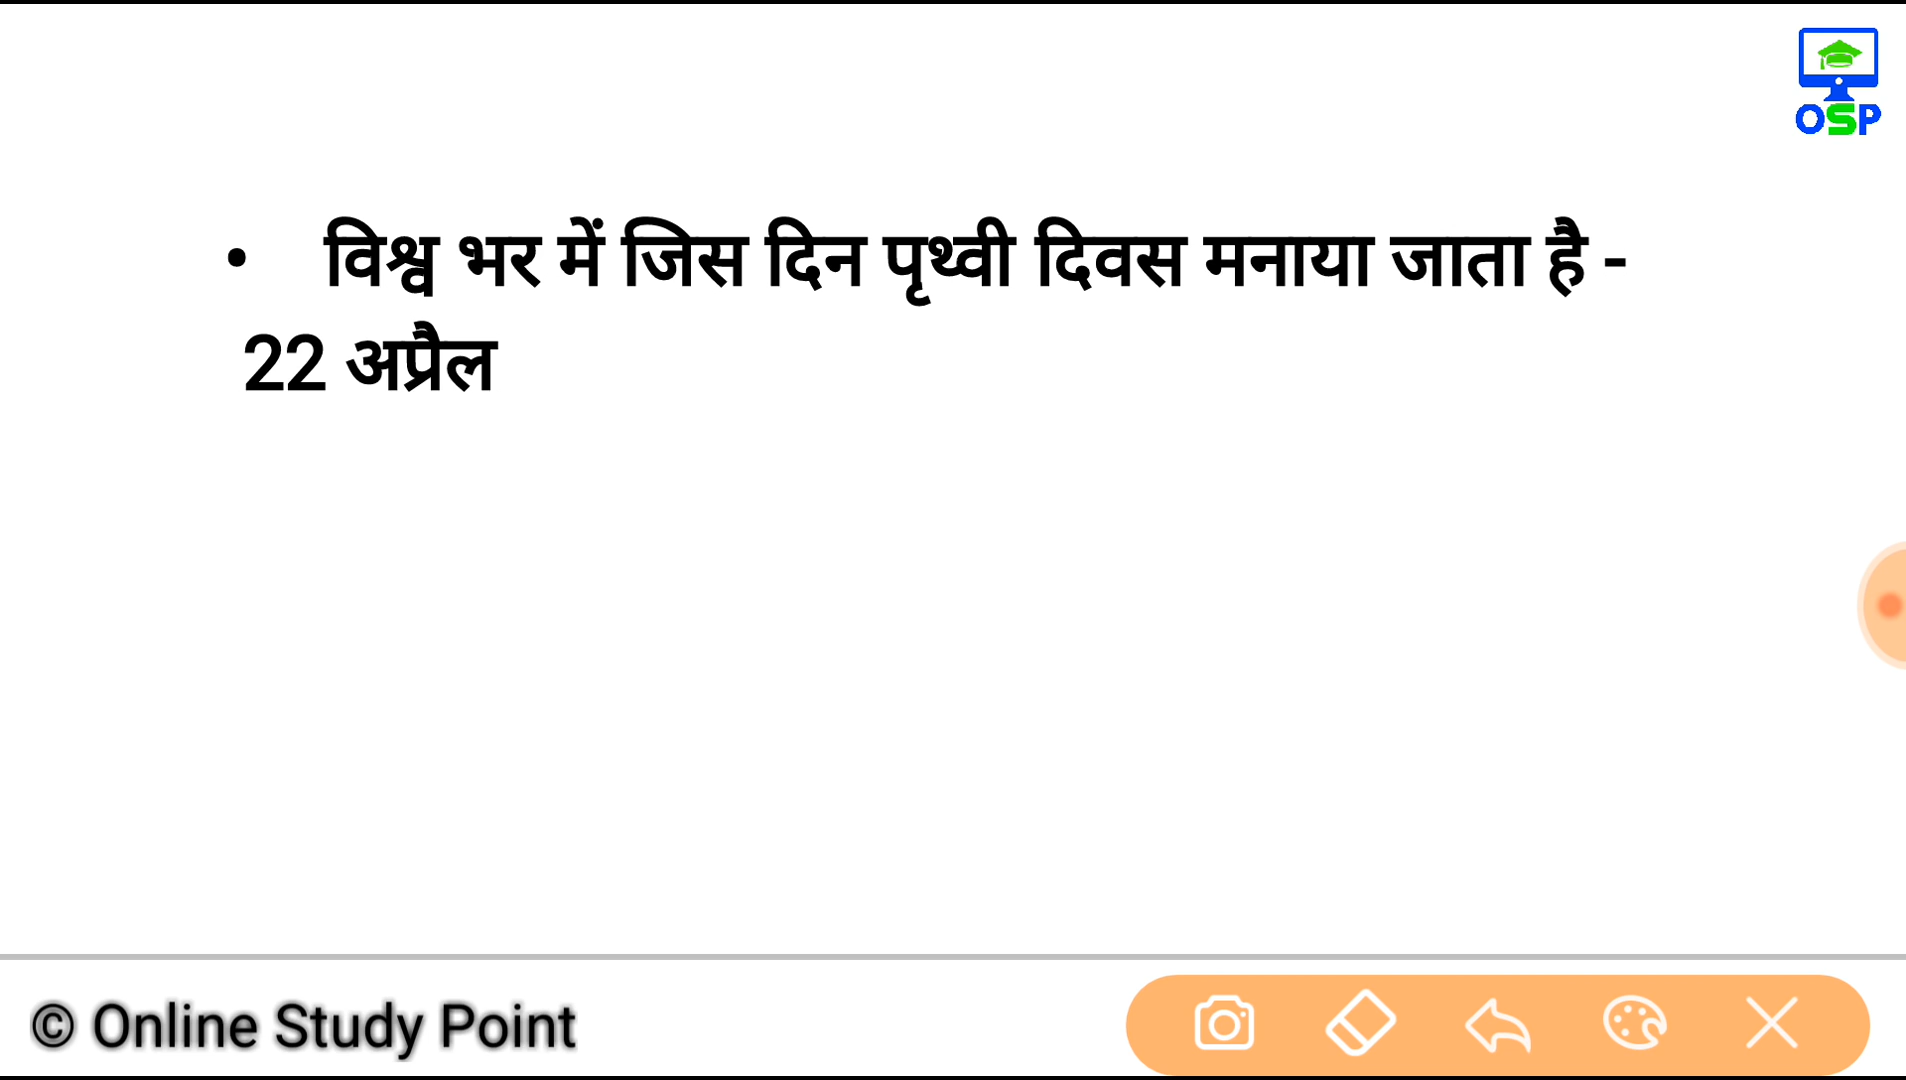 OSP
• विश्व भर में जिस दिन पृथ्वी दिवस मनाया जाता है -
22 अप्रैल
© Online Study Point